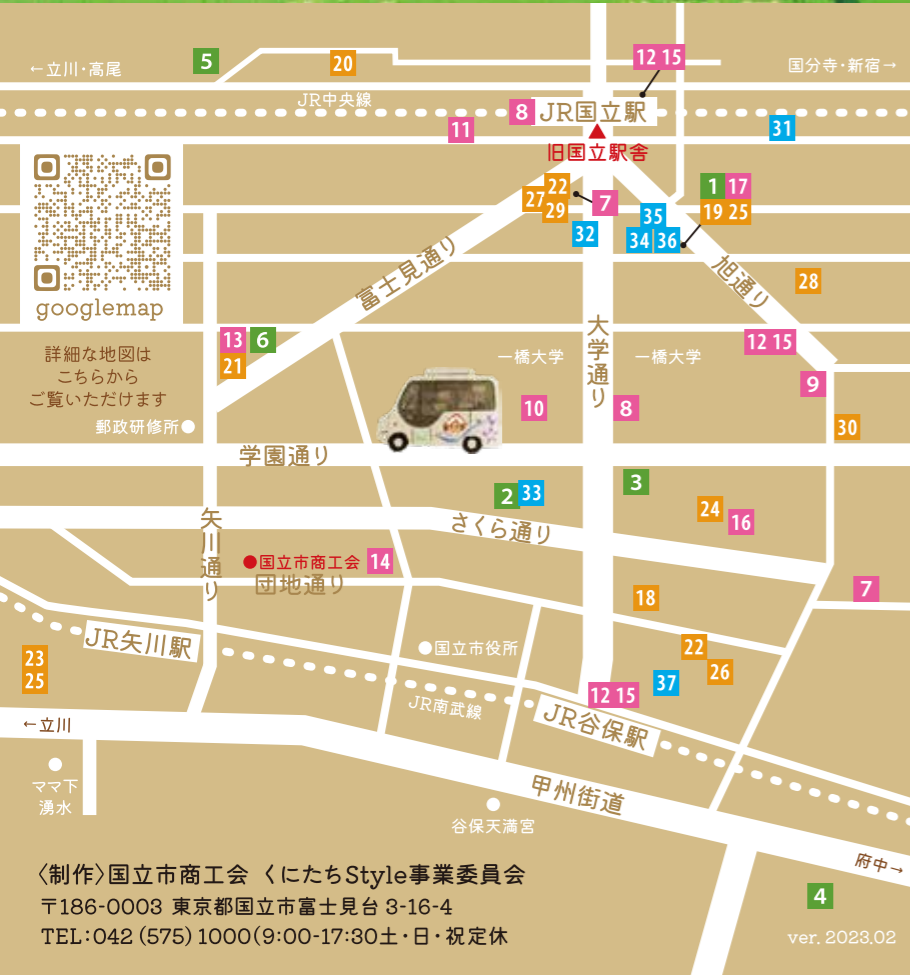 ←立川・高尾
5
20
12 15
国分寺・新宿→
JR中央線
8
JR国立駅
11
31
旧国立駅舎
22
27
29
7
1 17
19 25
35
34 36
32
googlemap
富士見通り
旭通り
28
詳細な地図は
こちらから
ご覧いただけます
13 6
21
大学通り
一橋大学
一橋大学
12 15
9
10
8
郵政研修所
30
学園通り
2 33
3
24
16
さくら通り
矢川通り
国立市商工会 14
団地通り
18
7
JR矢川駅
国立市役所
22
26
37
12 15
23
25
JR南武線
JR谷保駅
←立川
ママ下
湧水
甲州街道
谷保天満宮
府中→
4
〈制作〉国立市商工会 くにたちStyle事業委員会
〒186-0003 東京都国立市富士見台 3-16-4
TEL:042 (575) 1000(9:00-17:30土・日・祝定休
ver. 2023.02